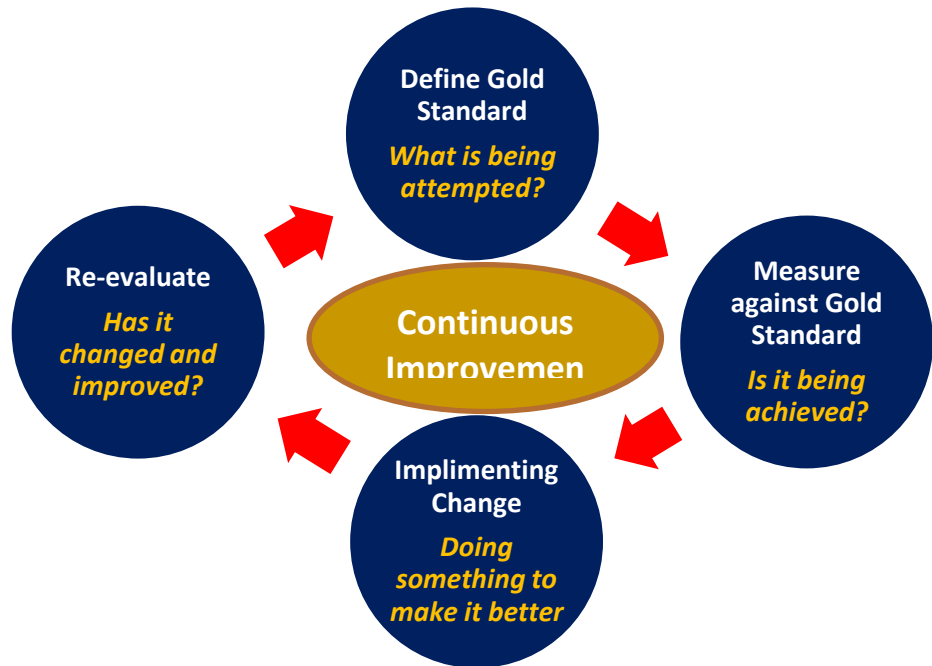 Define Gold
Standard
What is being
attempted?
Measure
against Gold
Standard
Is it being
achieved?
Implimenting
Change
Doing
something to
make it better
Re-evaluate
Has it
changed and
improved?
Continuous
Improvemen